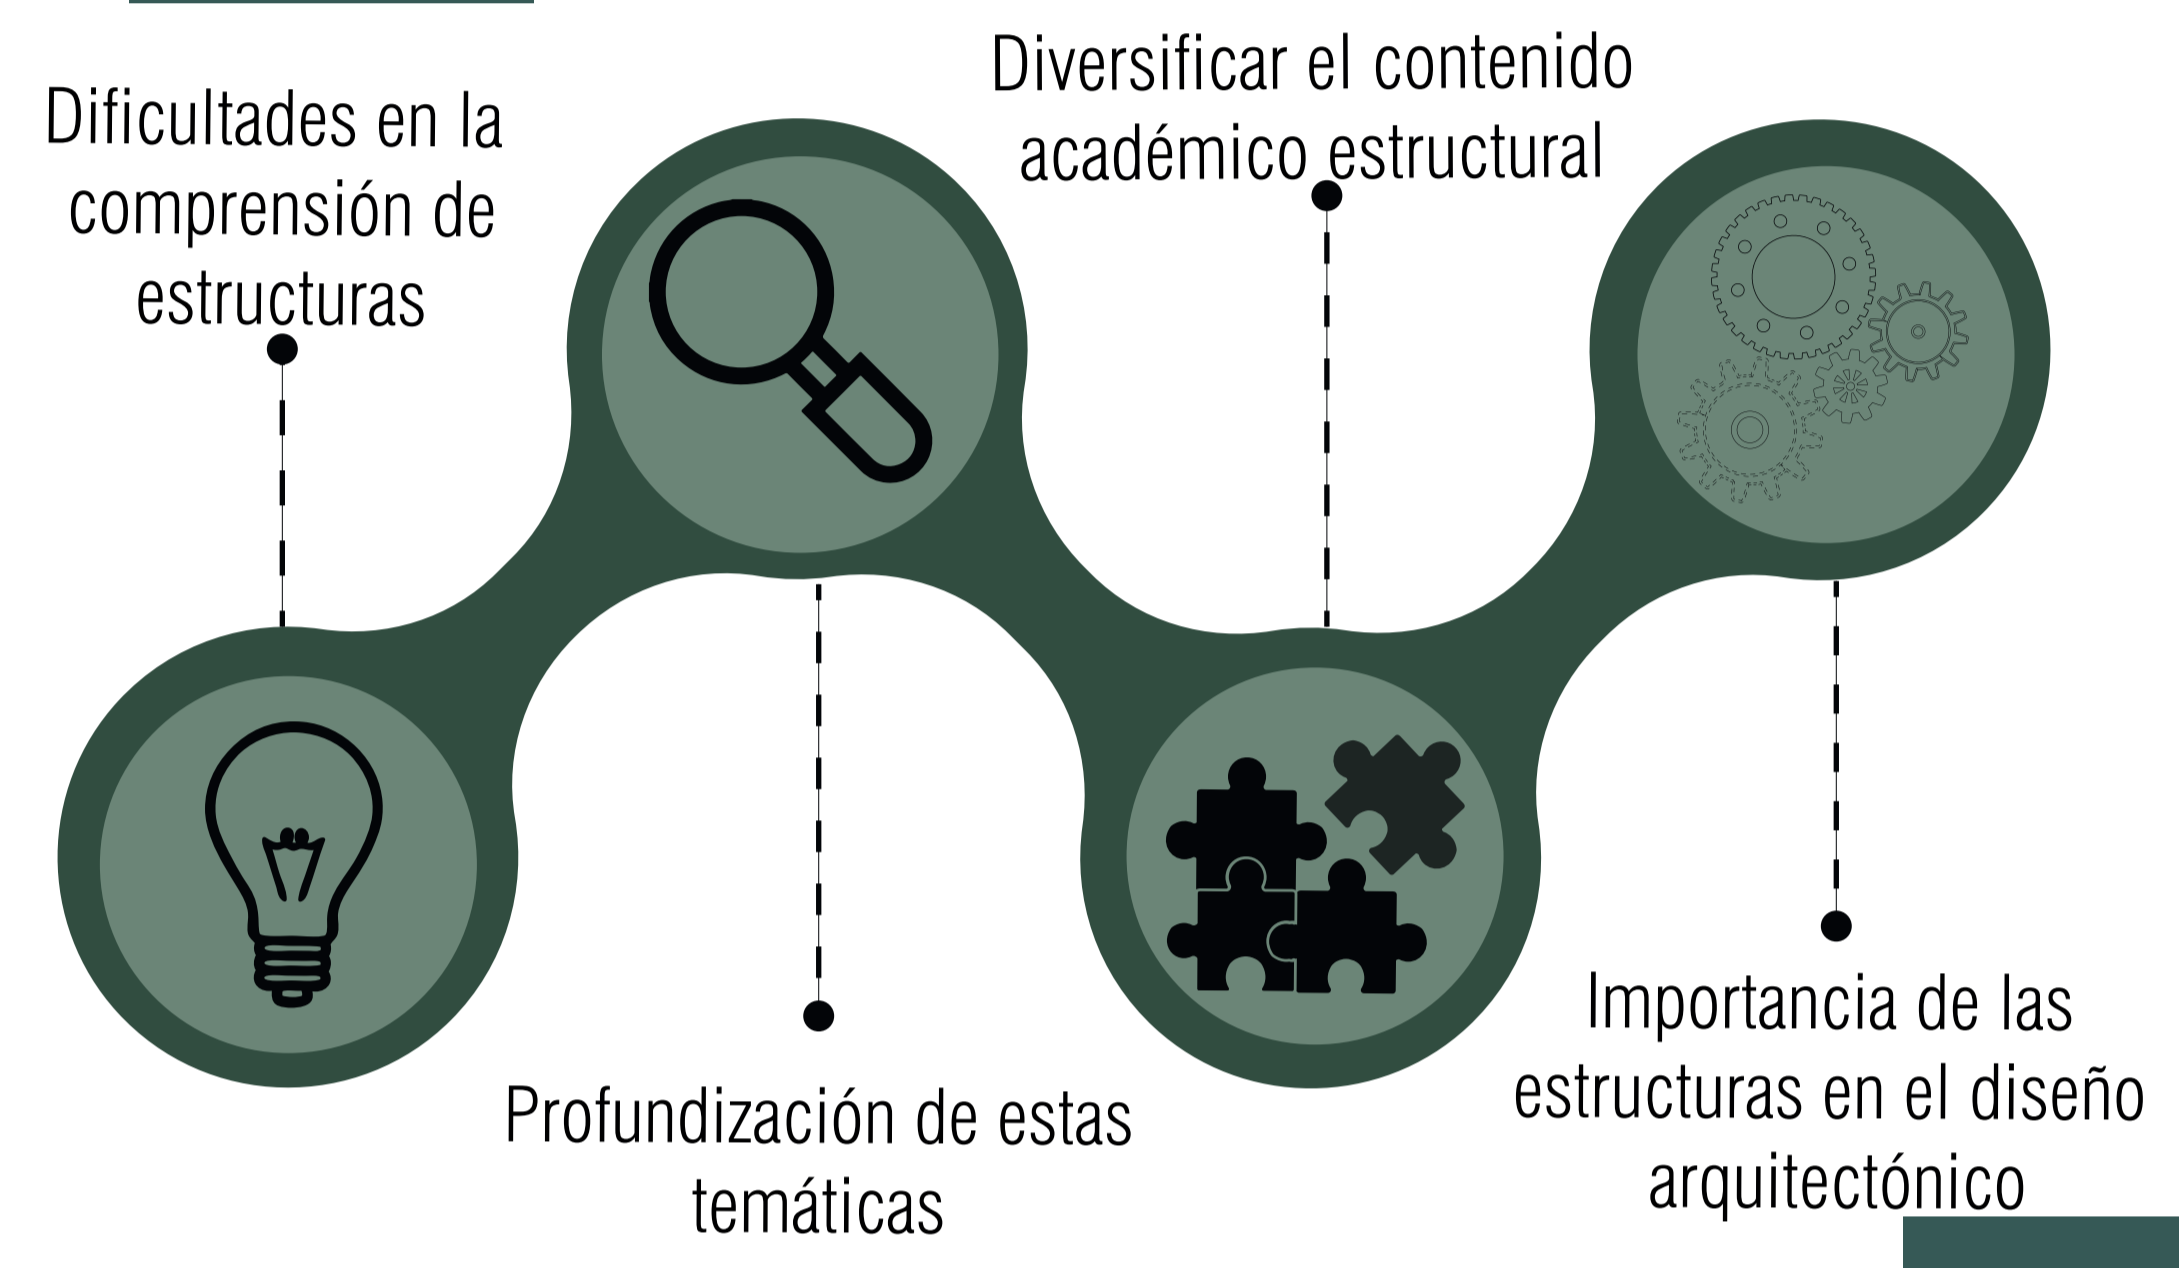 Dificultades en la
comprensión de
estructuras
Profundización de estas
temáticas
Diversificar el contenido
académico estructural
Importancia de las
estructuras en el diseño
arquitectónico